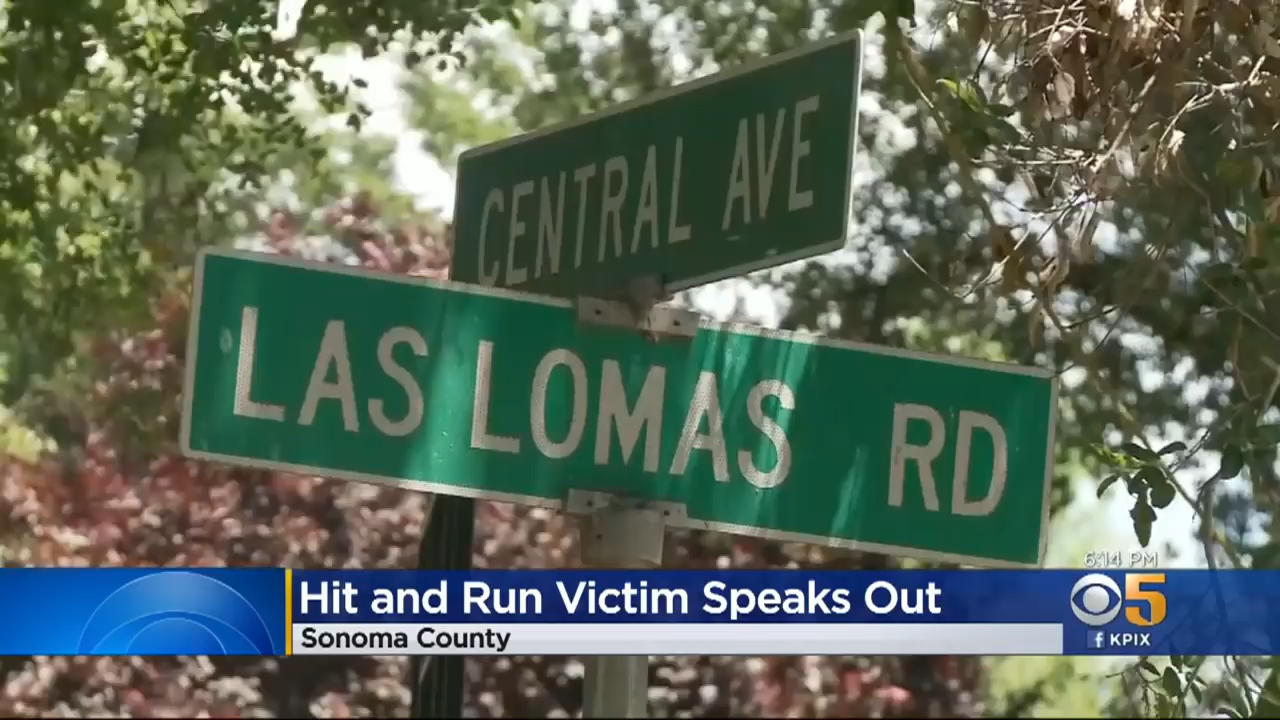 CENTRAL AVE
LAS LOMAS RD
6:14 PM
Hit and Run Victim Speaks Out
Sonoma County
5
f KPIX